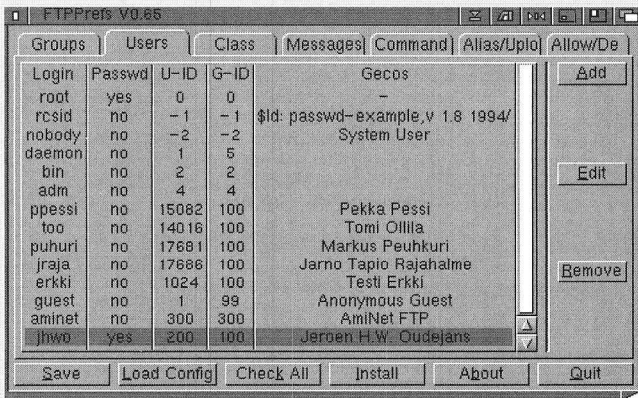 FTPPrefs V0.65
Groups Users Class Messages Command Alias/Uplo Allow/De
Login Passwd U-ID G-ID Gecos
root yes 0 0 -
rcsid no -1 -1 $Id: passwd-example,v 1.8 1994/
nobody no -2 -2 System User
daemon no 1 5
bin no 2 2
adm no 4 4
ppessi no 15082 100 Pekka Pessi
too no 14016 100 Tomi Ollila
puhuri no 17681 100 Markus Peuhkuri
jraja no 17686 100 Jarno Tapio Rajahalme
erkki no 1024 100 Testi Erkki
guest no 1 99 Anonymous Guest
aminet no 300 300 AmiNet FTP
jhwo yes 200 100 Jeroen H.W. Oudejans
Add
Edit
Remove
Save Load Config Check All Install About Quit